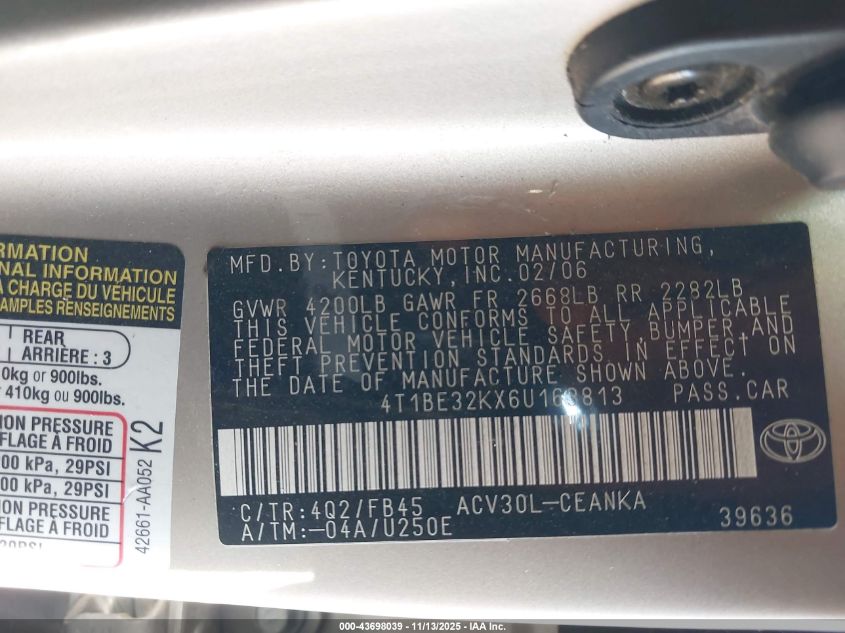 ORMATION
NAL INFORMATION
CHARGE DU VÉHICULE
AMPLES RENSEIGNEMENTS
REAR
ARRIÈRE : 3
0kg or 900lbs.
410kg ou 900lbs.
ION PRESSURE
FLAGE À FROID
00 kPa, 29PSI
00 kPa, 29PSI
ION PRESSURE
FLAGE À FROID
42661-AA052 K2
MFD.BY:TOYOTA MOTOR MANUFACTURING,
KENTUCKY,INC.02/06
GVWR 4200LB GAWR FR 2668LB RR 2282LB
THIS VEHICLE CONFORMS TO ALL APPLICABLE
FEDERAL MOTOR VEHICLE SAFETY,BUMPER,AND
THEFT PREVENTION STANDARDS IN EFFECT ON
THE DATE OF MANUFACTURE SHOWN ABOVE.
4T1BE32KX6U163813 PASS.CAR
TOYOTA
C/TR:4Q2/FB45 ACV30L-CEANKA
A/TM:-04A/U250E 39636
000-43698039 - 11/13/2025 - IAA Inc.